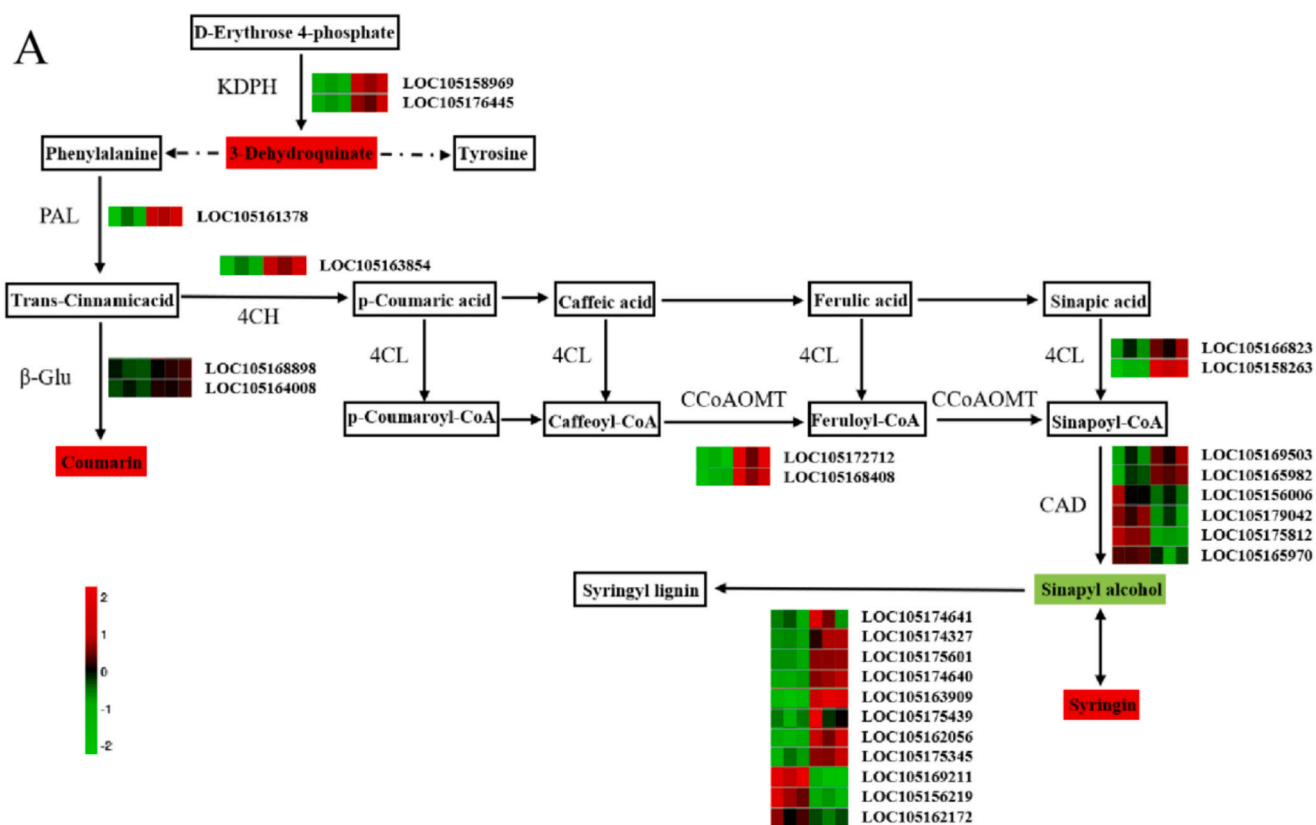 A
D-Erythrose 4-phosphate
KDPH
LOC105158969
LOC105176445
Phenylalanine
3-Dehydroquinate
Tyrosine
PAL
LOC105161378
LOC105163854
Trans-Cinnamicacid
4CH
p-Coumaric acid
Caffeic acid
Ferulic acid
Sinapic acid
β-Glu
LOC105168898
LOC105164008
4CL
4CL
4CL
4CL
LOC105166823
LOC105158263
p-Coumaroyl-CoA
Caffeoyl-CoA
CCoAOMT
Feruloyl-CoA
CCoAOMT
Sinapoyl-CoA
Coumarin
LOC105172712
LOC105168408
CAD
LOC105169503
LOC105165982
LOC105156006
LOC105179042
LOC105175812
LOC105165970
2
1
0
-1
-2
Syringyl lignin
Sinapyl alcohol
LOC105174641
LOC105174327
LOC105175601
LOC105174640
LOC105163909
LOC105175439
LOC105162056
LOC105175345
LOC105169211
LOC105156219
LOC105162172
Syringin